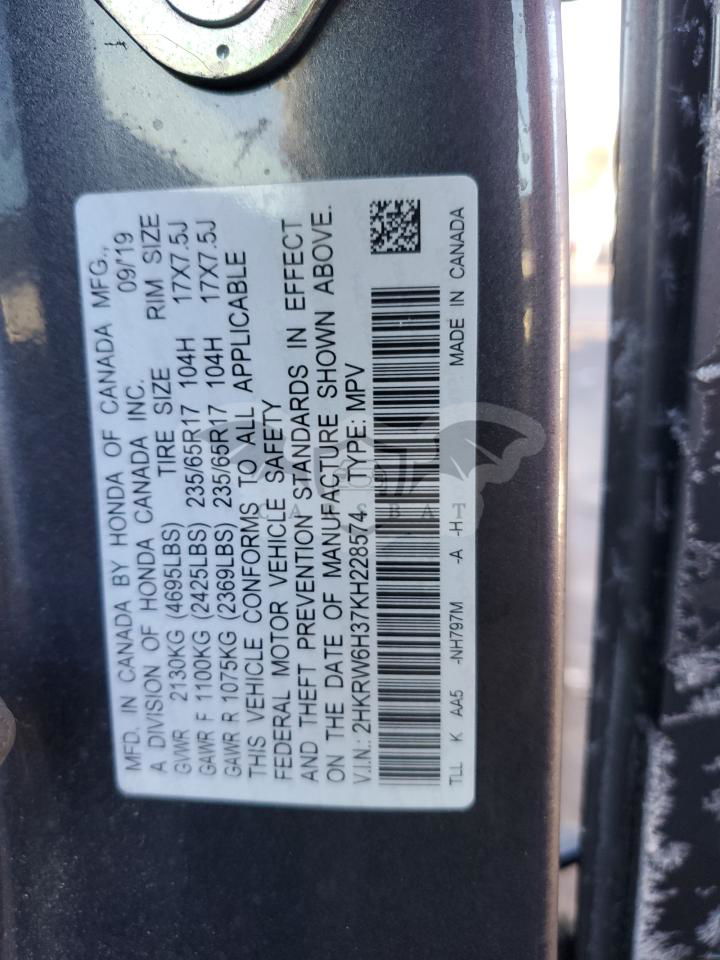 MFD. IN CANADA BY HONDA OF CANADA MFG.,
A DIVISION OF HONDA CANADA INC. 09/19
GVWR 2130KG (4695LBS) TIRE SIZE RIM SIZE
GAWR F 1100KG (2425LBS) 235/65R17 104H 17X7.5J
GAWR R 1075KG (2369LBS) 235/65R17 104H 17X7.5J
THIS VEHICLE CONFORMS TO ALL APPLICABLE
FEDERAL MOTOR VEHICLE SAFETY
AND THEFT PREVENTION STANDARDS IN EFFECT
ON THE DATE OF MANUFACTURE SHOWN ABOVE.
V.I.N.: 2HKRW6H37KH228574 TYPE: MPV
TLL K AA5 -NH797M -A -H MADE IN CANADA